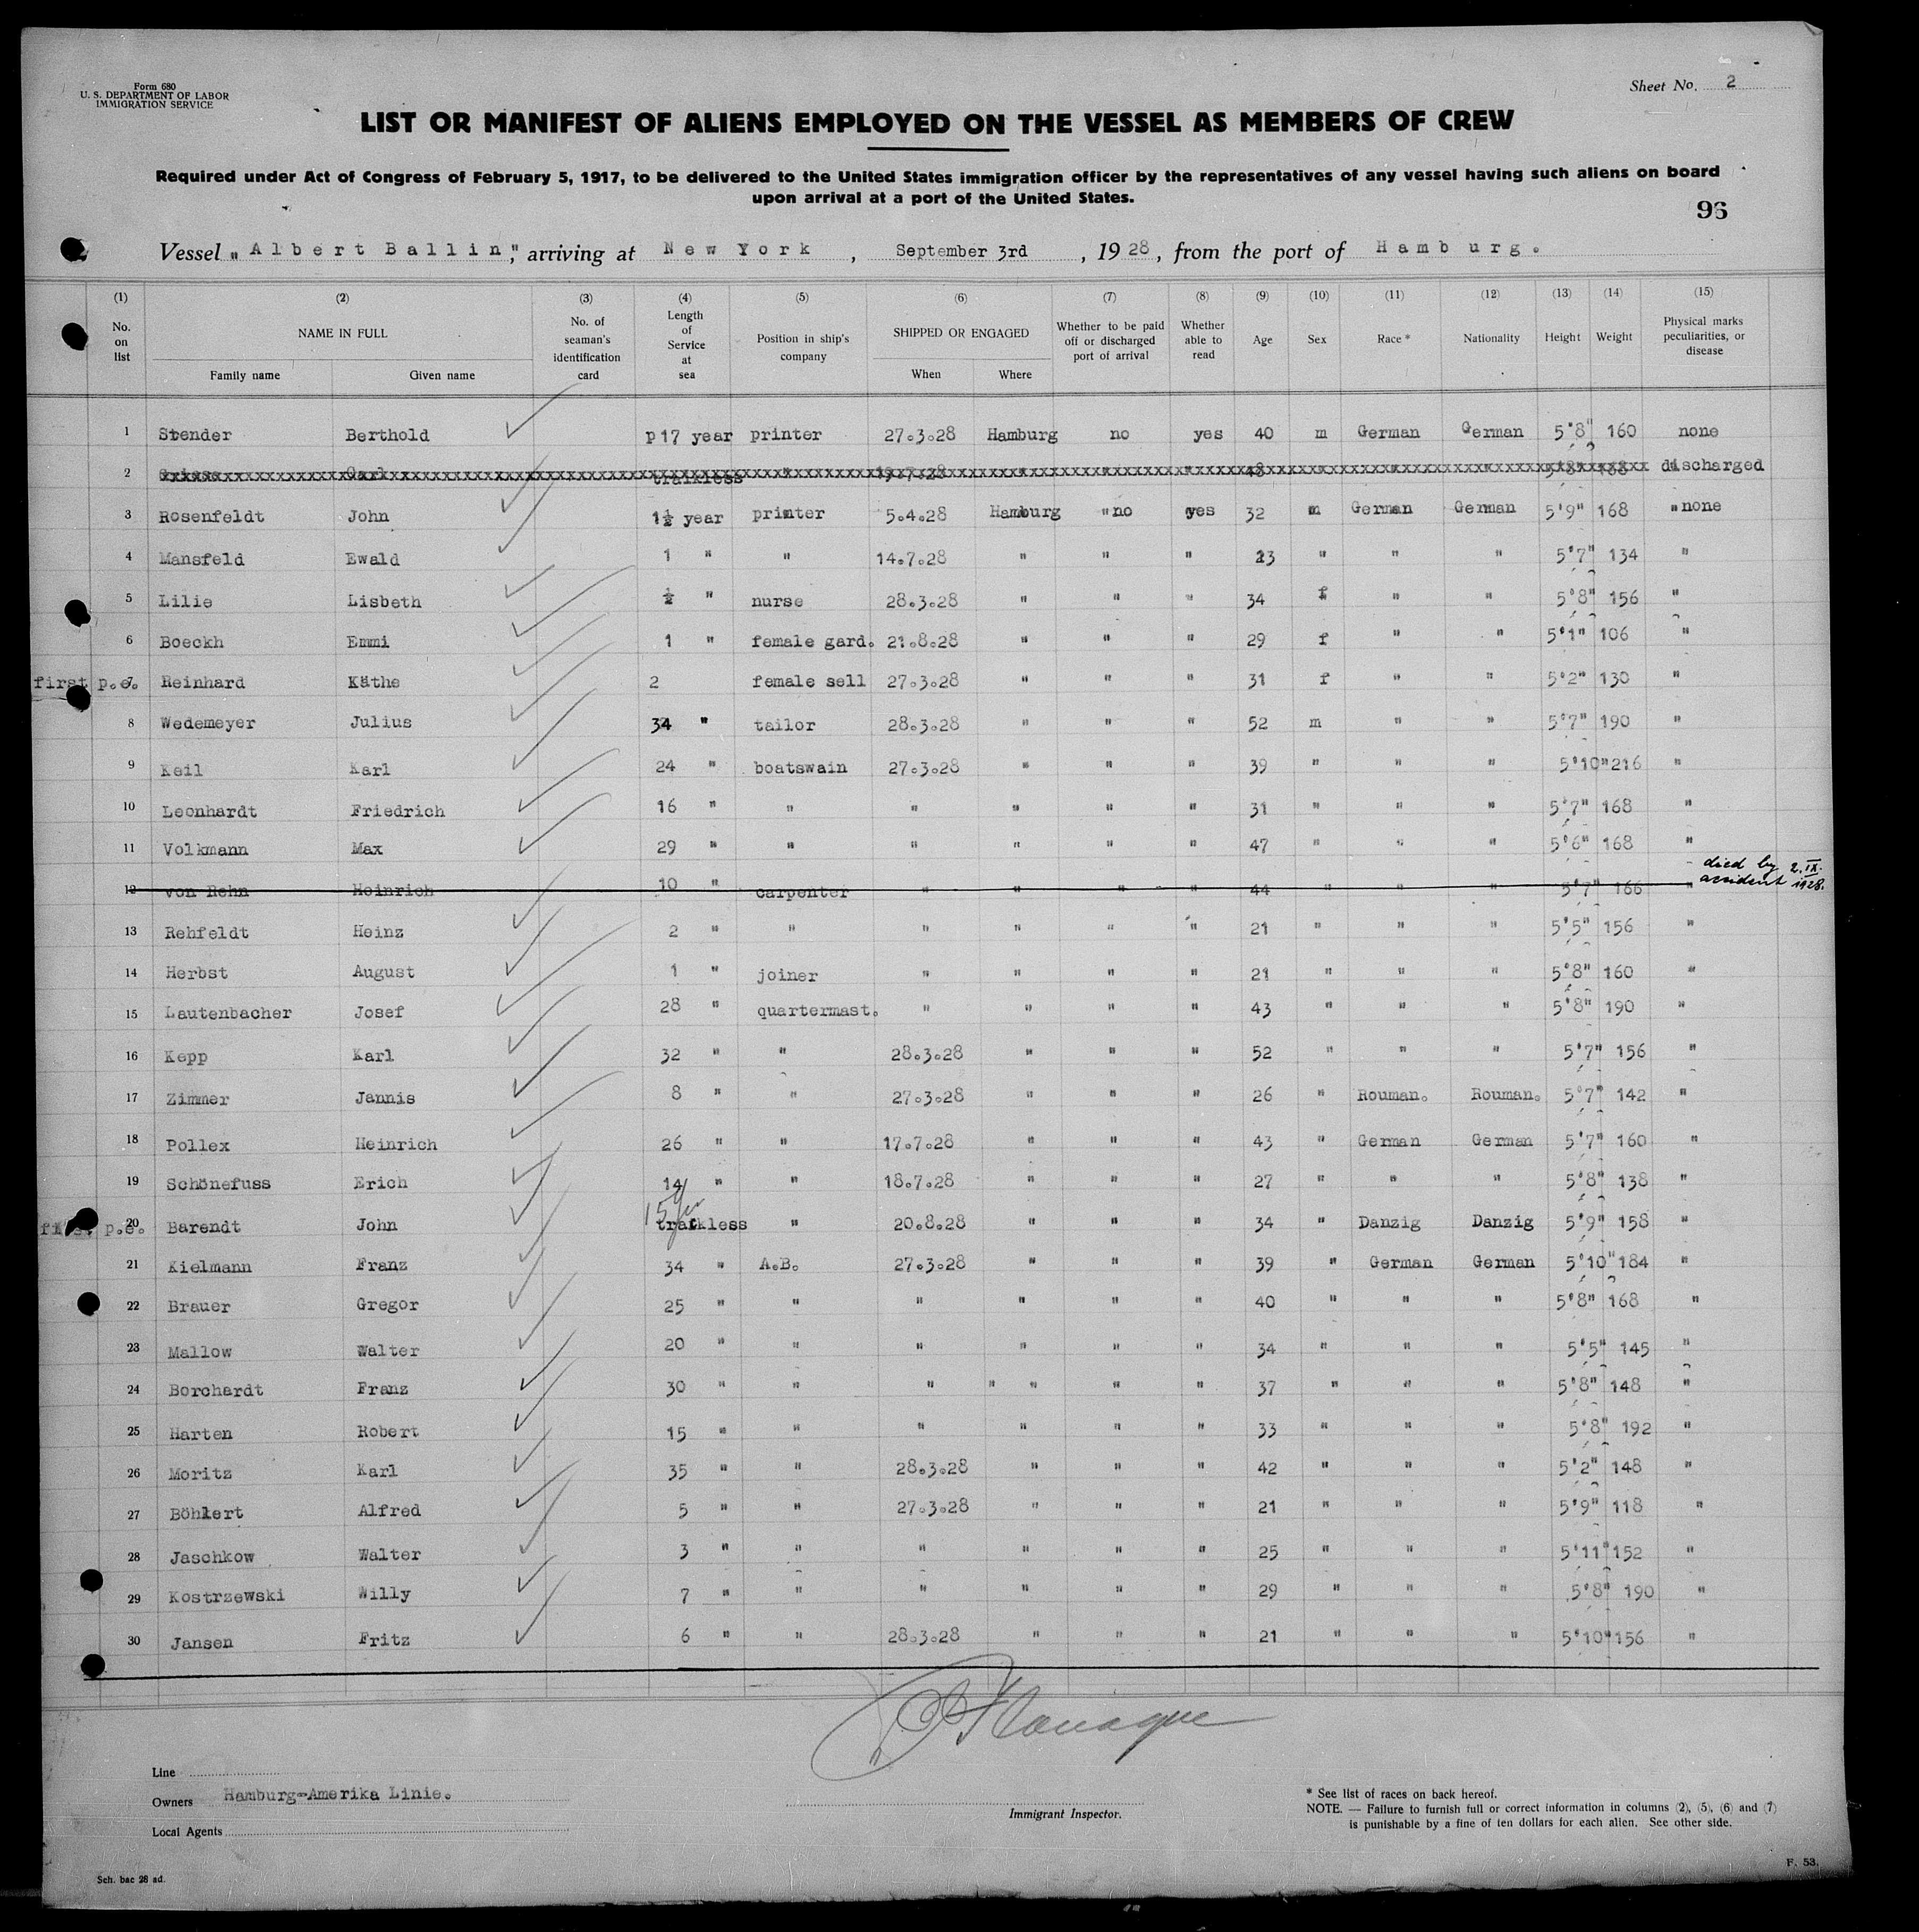 Form 680
U. S. DEPARTMENT OF LABOR
IMMIGRATION SERVICE
Sheet No. 2
LIST OR MANIFEST OF ALIENS EMPLOYED ON THE VESSEL AS MEMBERS OF CREW
Required under Act of Congress of February 5, 1917, to be delivered to the United States immigration officer by the representatives of any vessel having such aliens on board
upon arrival at a port of the United States.
96
Vessel "Albert Ballin", arriving at New York, September 3rd, 1928, from the port of Hamburg.
(1) (2) (3) (4) (5) (6) (7) (8) (9) (10) (11) (12) (13) (14) (15)
No. on list NAME IN FULL Family name Given name No. of seaman's identification card Length of Service at sea Position in ship's company SHIPPED OR ENGAGED When Where Whether to be paid off or discharged port of arrival Whether able to read Age Sex Race * Nationality Height Weight Physical marks peculiarities, or disease
1 Stender Berthold p17 year printer 27.3.28 Hamburg no yes 40 m German German 5'8" 160 none
2 Carl trafkless " 19.7.28 " " " 48 " " " 168 discharged
3 Rosenfeldt John 1½ year printer 5.4.28 Hamburg "no yes 32 m German German 5'9" 168 "none
4 Mansfeld Ewald 1 " " 14.7.28 " " " 23 " " " 5'7" 134 "
5 Lilie Lisbeth ½ " nurse 28.3.28 " " " 34 f " " 5'8" 156 "
6 Boeckh Emmi 1 " female gard. 21.8.28 " " " 29 f " " 5'1" 106 "
first p.e. 7 Reinhard Käthe 2 female sell 27.3.28 " " " 31 f " " 5'2" 130 "
8 Wedemeyer Julius 34 " tailor 28.3.28 " " " 52 m " " 5'7" 190 "
9 Keil Karl 24 " boatswain 27.3.28 " " " 39 " " " 5'10" 216 "
10 Leonhardt Friedrich 16 " " " " " " 31 " " " 5'7" 168 "
11 Volkmann Max 29 " " " " " " 47 " " " 5'6" 168 "
12 von Rehn Heinrich 10 " carpenter " " " " 44 " " " 5'7" 166 " died by 2.IX.
accident 1928.
13 Rehfeldt Heinz 2 " " " " " " 21 " " " 5'5" 156 "
14 Herbst August 1 " joiner " " " " 21 " " " 5'8" 160 "
15 Lautenbacher Josef 28 " quartermast. " " " " 43 " " " 5'8" 190 "
16 Kepp Karl 32 " " 28.3.28 " " " 52 " " " 5'7" 156 "
17 Zimmer Jannis 8 " " 27.3.28 " " " 26 " Rouman. Rouman. 5'7" 142 "
18 Pollex Heinrich 26 " " 17.7.28 " " " 43 " German German 5'7" 160 "
19 Schönefuss Erich 14 " " 18.7.28 " " " 27 " " " 5'8" 138 "
first p.e. 20 Barendt John 15 yrs trafkless " 20.8.28 " " " 34 " Danzig Danzig 5'9" 158 "
21 Kielmann Franz 34 " A.B. 27.3.28 " " " 39 " German German 5'10" 184 "
22 Brauer Gregor 25 " " " " " " 40 " " " 5'8" 168 "
23 Mallow Walter 20 " " " " " " 34 " " " 5'5" 145 "
24 Borchardt Franz 30 " " " " " " " 37 " " " 5'8" 148 "
25 Harten Robert 15 " " " " " " 33 " " " 5'8" 192 "
26 Moritz Karl 35 " " 28.3.28 " " " 42 " " " 5'2" 148 "
27 Böhlert Alfred 5 " " 27.3.28 " " " 21 " " " 5'9" 118 "
28 Jaschkow Walter 3 " " " " " " 25 " " " 5'11" 152 "
29 Kostrzewski Willy 7 " " " " " " 29 " " " 5'8" 190 "
30 Jansen Fritz 6 " " 28.3.28 " " " 21 " " " 5'10" 156 "
Line
Owners Hamburg-Amerika Linie.
Local Agents
Immigrant Inspector.
* See list of races on back hereof.
NOTE. — Failure to furnish full or correct information in columns (2), (5), (6) and (7)
is punishable by a fine of ten dollars for each alien. See other side.
Sch. bac 28 ad.
F. 53.